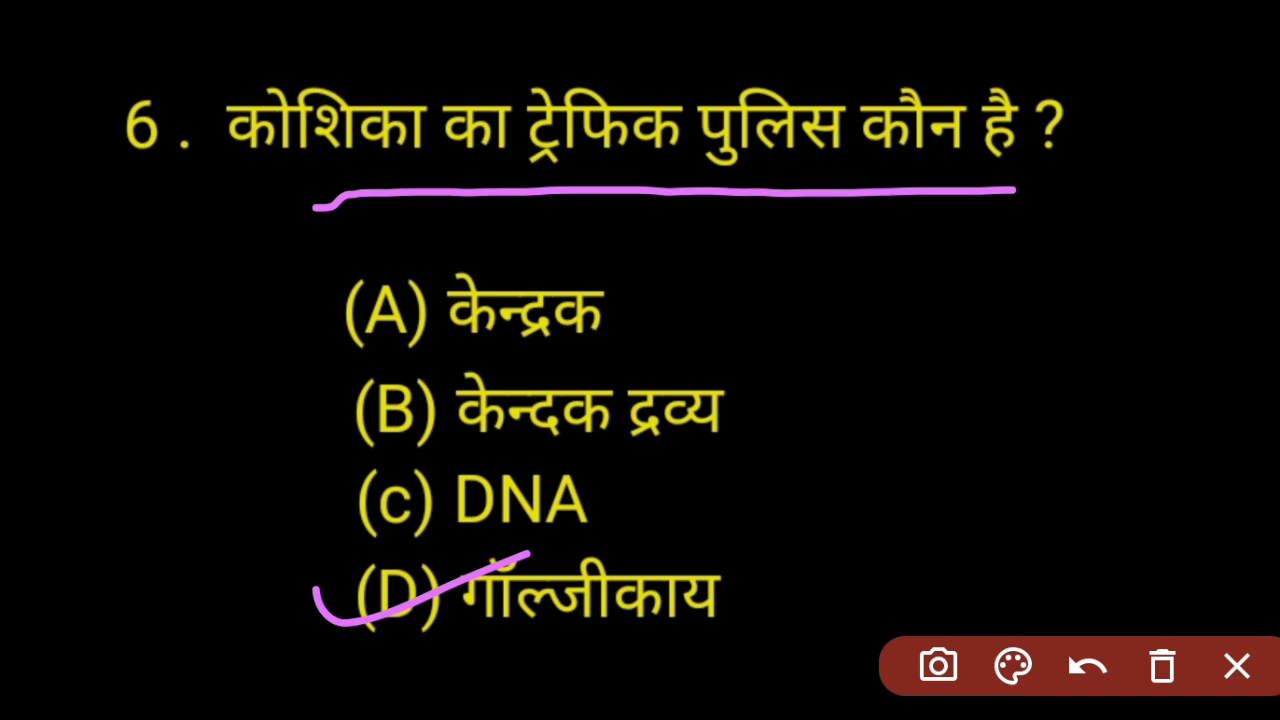 6 . कोशिका का ट्रेफिक पुलिस कौन है ?
(A) केन्द्रक
(B) केन्दक द्रव्य
(c) DNA
(D) गॉल्जीकाय